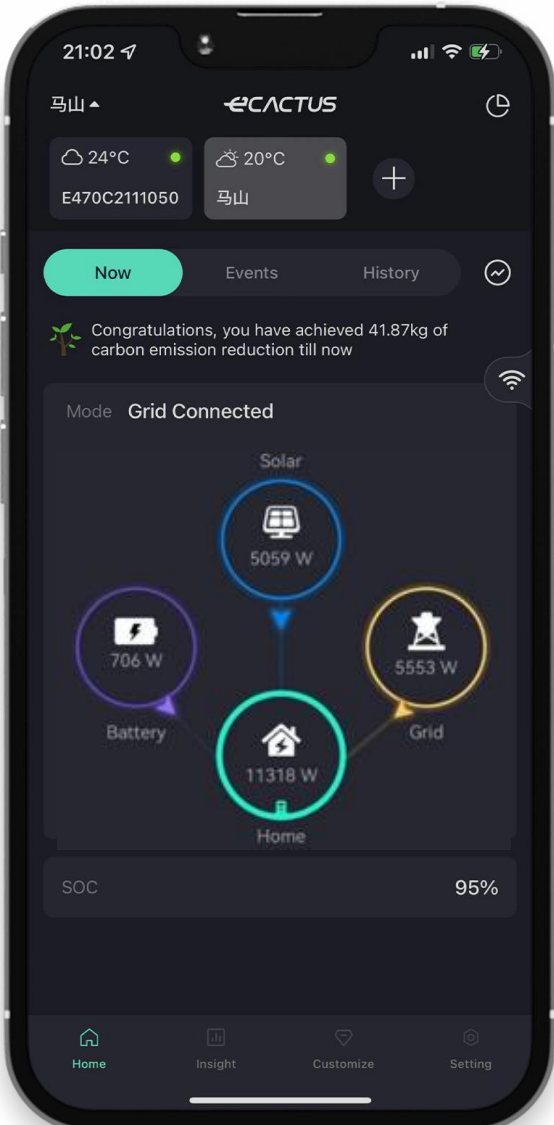 21:02
马山
eCACTUS
24°C
E470C2111050
20°C
马山
Now
Events
History
Congratulations, you have achieved 41.87kg of
carbon emission reduction till now
Mode Grid Connected
Solar
5059 W
706 W
5553 W
Battery
Grid
11318 W
Home
SOC
95%
Home
Insight
Customize
Setting